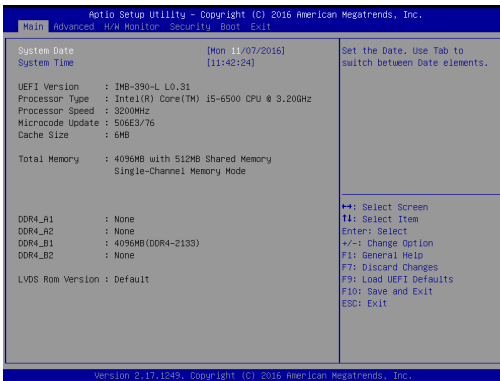 Aptio Setup Utility – Copyright (C) 2016 American Megatrends, Inc.
Main Advanced H/W Monitor Security Boot Exit
System Date [Mon 11/07/2016]
System Time [11:42:24]
UEFI Version : IMB-390-L L0.31
Processor Type : Intel(R) Core(TM) i5-6500 CPU @ 3.20GHz
Processor Speed : 3200MHz
Microcode Update : 506E3/76
Cache Size : 6MB
Total Memory : 4096MB with 512MB Shared Memory
Single-Channel Memory Mode
DDR4_A1 : None
DDR4_A2 : None
DDR4_B1 : 4096MB(DDR4-2133)
DDR4_B2 : None
LVDS Rom Version : Default
Set the Date. Use Tab to
switch between Date elements.
↔: Select Screen
↑↓: Select Item
Enter: Select
+/-: Change Option
F1: General Help
F7: Discard Changes
F9: Load UEFI Defaults
F10: Save and Exit
ESC: Exit
Version 2.17.1249. Copyright (C) 2016 American Megatrends, Inc.